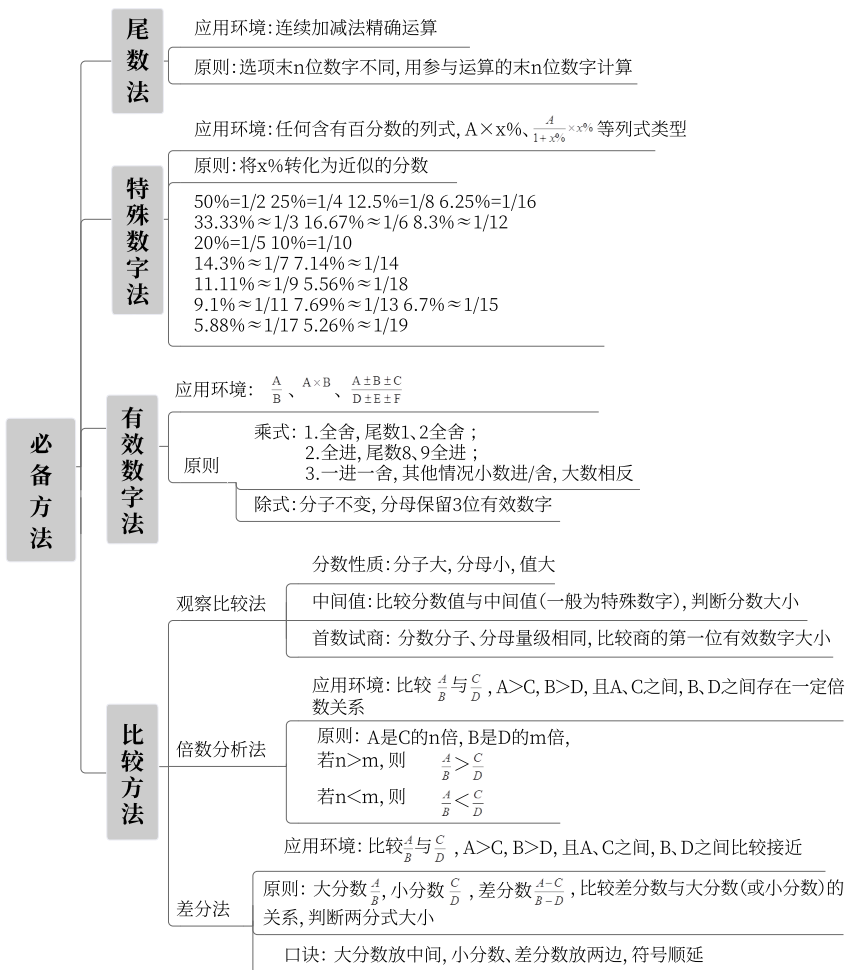 必备方法
尾数法
应用环境:连续加减法精确运算
原则:选项末n位数字不同,用参与运算的末n位数字计算
特殊数字法
应用环境:任何含有百分数的列式,A×x%、A/(1+x%)×x%等列式类型
原则:将x%转化为近似的分数
50%=1/2 25%=1/4 12.5%=1/8 6.25%=1/16
33.33%≈1/3 16.67%≈1/6 8.3%≈1/12
20%=1/5 10%=1/10
14.3%≈1/7 7.14%≈1/14
11.11%≈1/9 5.56%≈1/18
9.1%≈1/11 7.69%≈1/13 6.7%≈1/15
5.88%≈1/17 5.26%≈1/19
有效数字法
应用环境: A/B、A×B、(A±B±C)/(D±E±F)
原则
乘式: 1.全舍,尾数1、2全舍;
2.全进,尾数8、9全进;
3.一进一舍,其他情况小数进/舍,大数相反
除式:分子不变,分母保留3位有效数字
比较方法
观察比较法
分数性质:分子大,分母小,值大
中间值:比较分数值与中间值(一般为特殊数字),判断分数大小
首数试商: 分数分子、分母量级相同,比较商的第一位有效数字大小
倍数分析法
应用环境:比较A/B与C/D,A>C,B>D,且A、C之间,B、D之间存在一定倍
数关系
原则: A是C的n倍,B是D的m倍,
若n>m,则 A/B>C/D
若n<m,则 A/B<C/D
差分法
应用环境:比较A/B与C/D,A>C,B>D,且A、C之间,B、D之间比较接近
原则: 大分数A/B,小分数C/D,差分数(A-C)/(B-D),比较差分数与大分数(或小分数)的
关系,判断两分式大小
口诀: 大分数放中间,小分数、差分数放两边,符号顺延